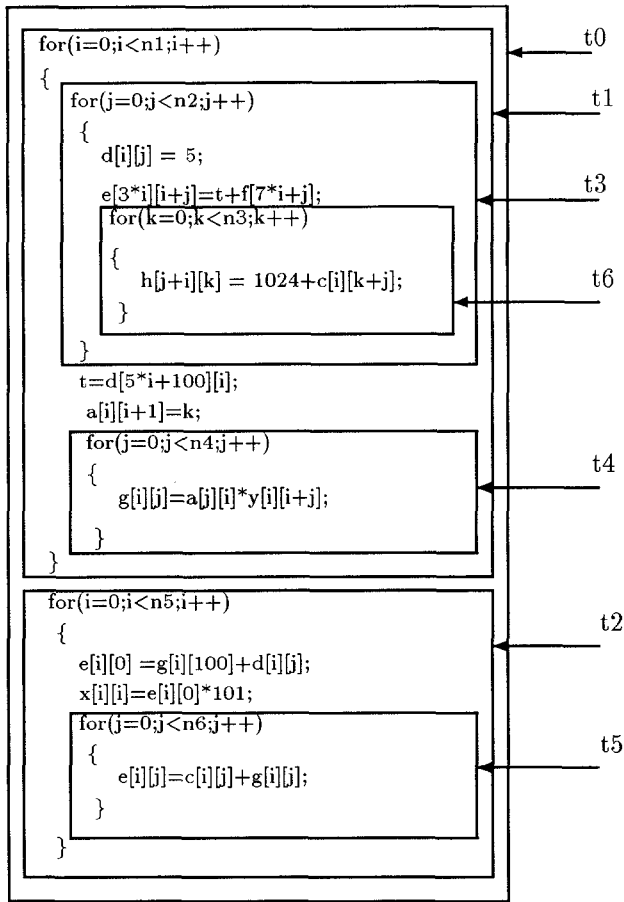 for(i=0;i<n1;i++)
t0
{
for(j=0;j<n2;j++)
t1
{
d[i][j] = 5;
e[3*i][i+j]=t+f[7*i+j];
t3
for(k=0;k<n3;k++)
{
h[j+i][k] = 1024+c[i][k+j];
t6
}
}
t=d[5*i+100][i];
a[i][i+1]=k;
for(j=0;j<n4;j++)
{
t4
g[i][j]=a[j][i]*y[i][i+j];
}
}
for(i=0;i<n5;i++)
{
t2
e[i][0] =g[i][100]+d[i][j];
x[i][i]=e[i][0]*101;
for(j=0;j<n6;j++)
{
t5
e[i][j]=c[i][j]+g[i][j];
}
}